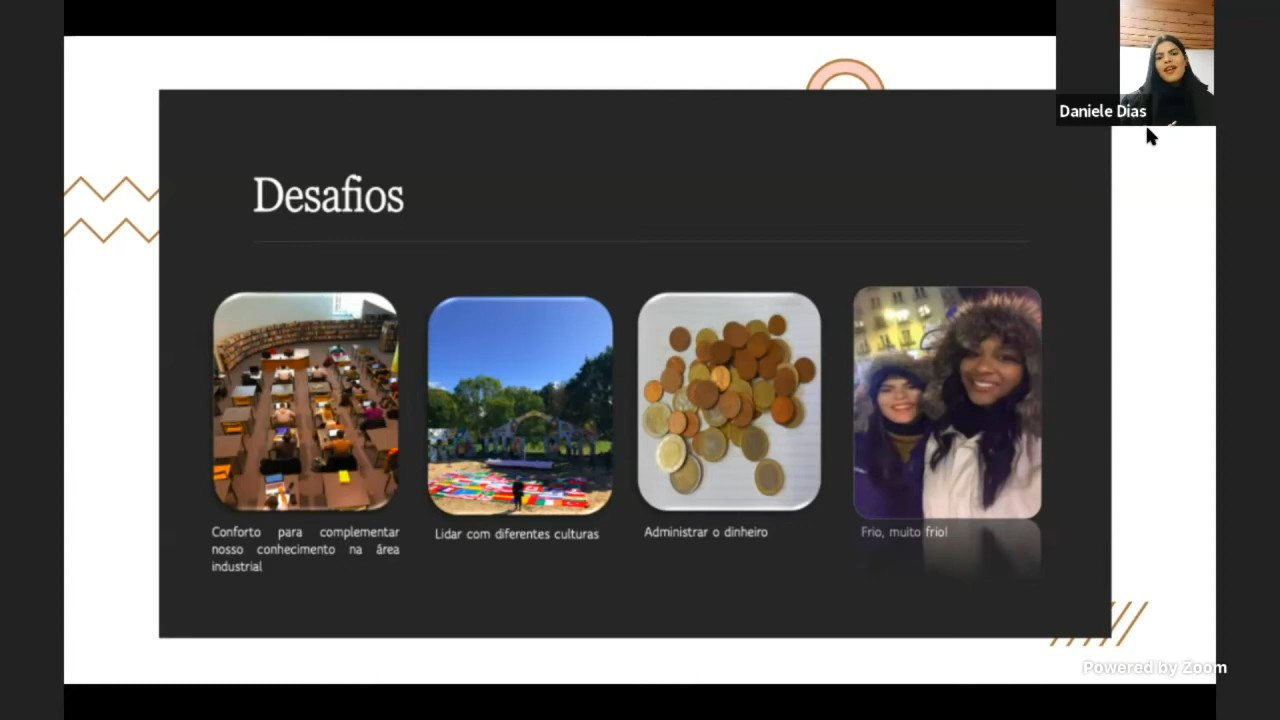 Daniele Dias
Desafios
Conforto para complementar
nosso conhecimento na área
industrial
Lidar com diferentes culturas
Administrar o dinheiro
Frio, muito frio!
Powered by Zoom